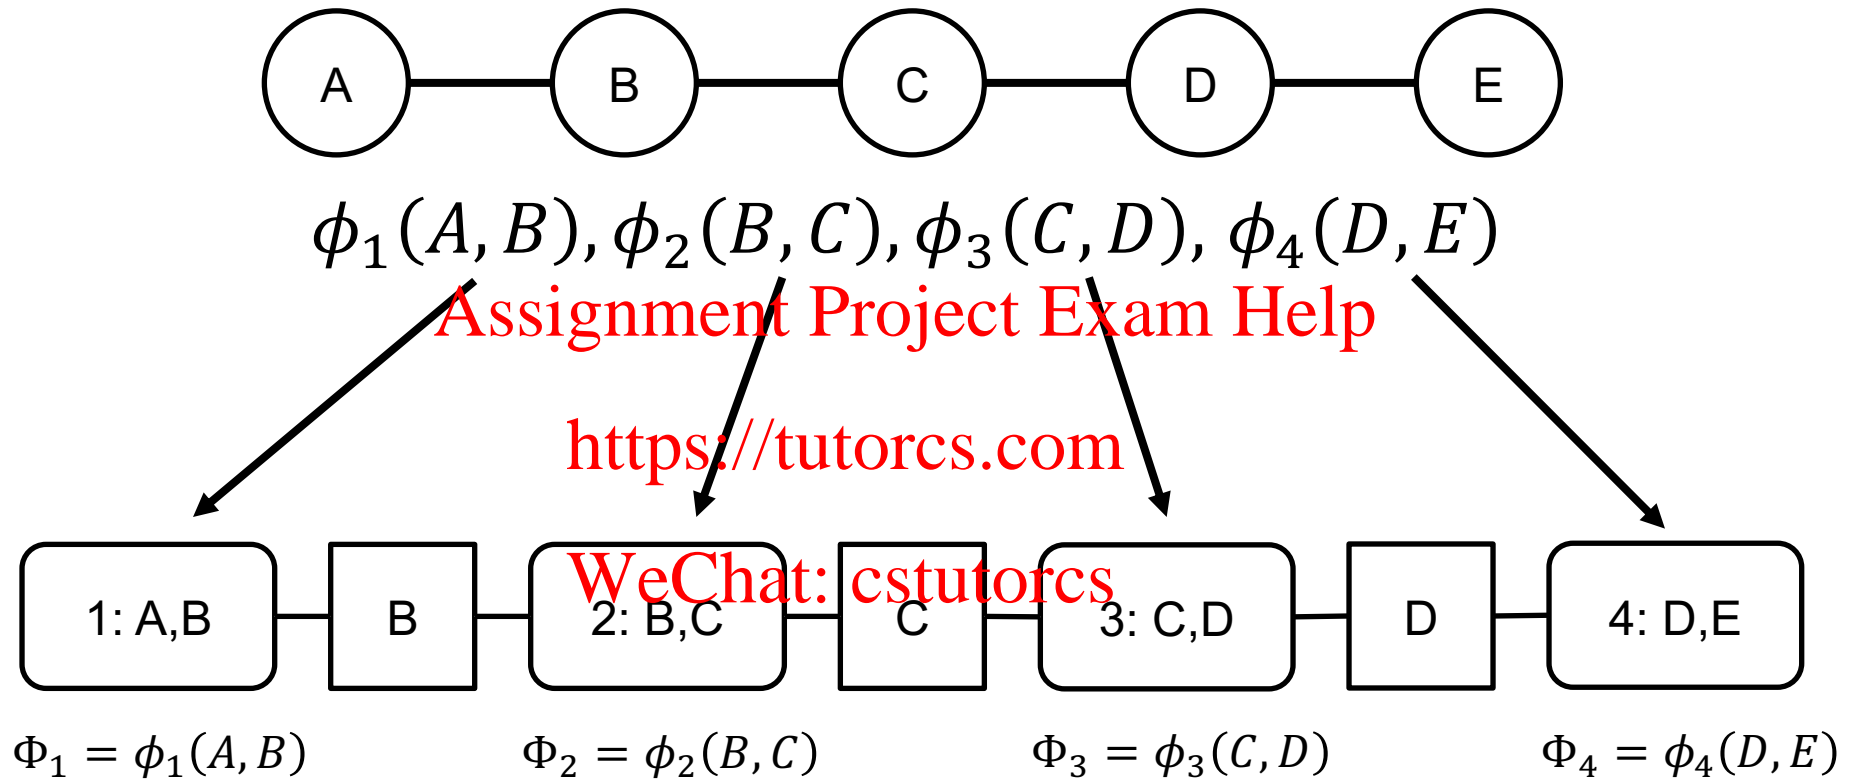 A B C D E
ϕ₁(A, B), ϕ₂(B, C), ϕ₃(C, D), ϕ₄(D, E)
Assignment Project Exam Help
https://tutorcs.com
WeChat: cstutorcs
1: A,B B 2: B,C C 3: C,D D 4: D,E
Φ₁ = ϕ₁(A, B) Φ₂ = ϕ₂(B, C) Φ₃ = ϕ₃(C, D) Φ₄ = ϕ₄(D, E)